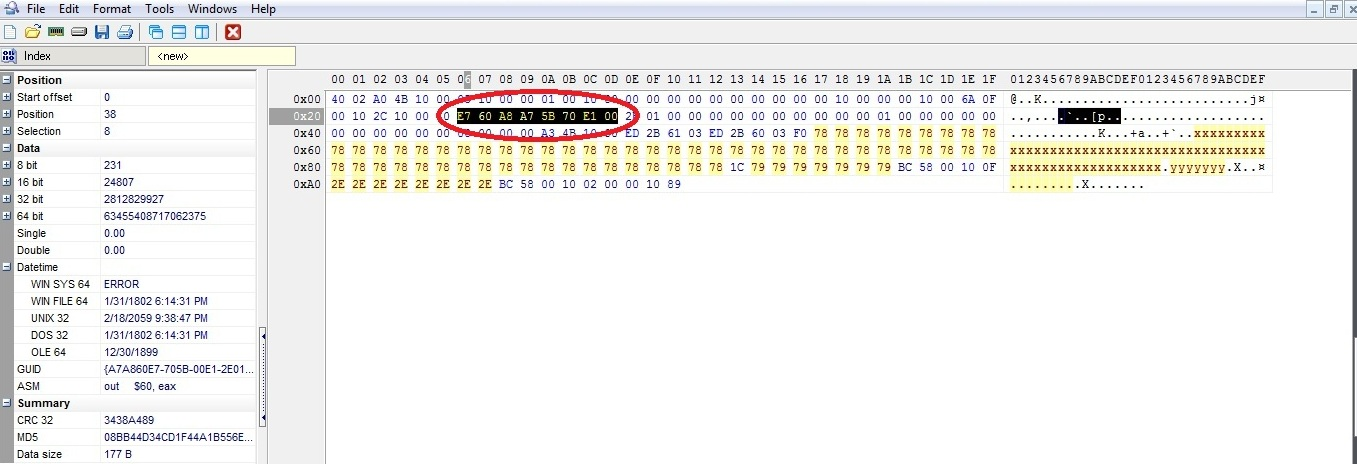 File Edit Format Tools Windows Help
Index <new>
Position
Start offset 0
Position 38
Selection 8
Data
8 bit 231
16 bit 24807
32 bit 2812829927
64 bit 63455408717062375
Single 0.00
Double 0.00
Datetime
WIN SYS 64 ERROR
WIN FILE 64 1/31/1802 6:14:31 PM
UNIX 32 2/18/2059 9:38:47 PM
DOS 32 1/31/1802 6:14:31 PM
OLE 64 12/30/1899
GUID {A7A860E7-705B-00E1-2E01...
ASM out $60, eax
Summary
CRC 32 3438A489
MD5 08BB44D34CD1F44A1B556E...
Data size 177 B
00 01 02 03 04 05 06 07 08 09 0A 0B 0C 0D 0E 0F 10 11 12 13 14 15 16 17 18 19 1A 1B 1C 1D 1E 1F 0123456789ABCDEF0123456789ABCDEF
0x00 40 02 A0 4B 10 00 10 00 00 01 00 10 00 00 00 00 00 00 00 00 00 10 00 00 00 10 00 6A 0F @..K..........................j¤
0x20 00 10 2C 10 00 E7 60 A8 A7 5B 70 E1 00 01 00 00 00 00 00 00 00 00 00 00 01 00 00 00 00 00 ..,....`..[p....................
0x40 00 00 00 00 00 00 00 00 00 00 A3 4B 10 00 ED 2B 61 03 ED 2B 60 03 F0 78 78 78 78 78 78 78 78 78 ...........K...+a..+`..xxxxxxxxx
0x60 78 78 78 78 78 78 78 78 78 78 78 78 78 78 78 78 78 78 78 78 78 78 78 78 78 78 78 78 78 78 78 78 xxxxxxxxxxxxxxxxxxxxxxxxxxxxxxxx
0x80 78 78 78 78 78 78 78 78 78 78 78 78 78 78 78 78 78 78 78 1C 79 79 79 79 79 79 79 BC 58 00 10 0F xxxxxxxxxxxxxxxxxxx.yyyyyyy.X..¤
0xA0 2E 2E 2E 2E 2E 2E 2E 2E BC 58 00 10 02 00 00 10 89 .........X.......